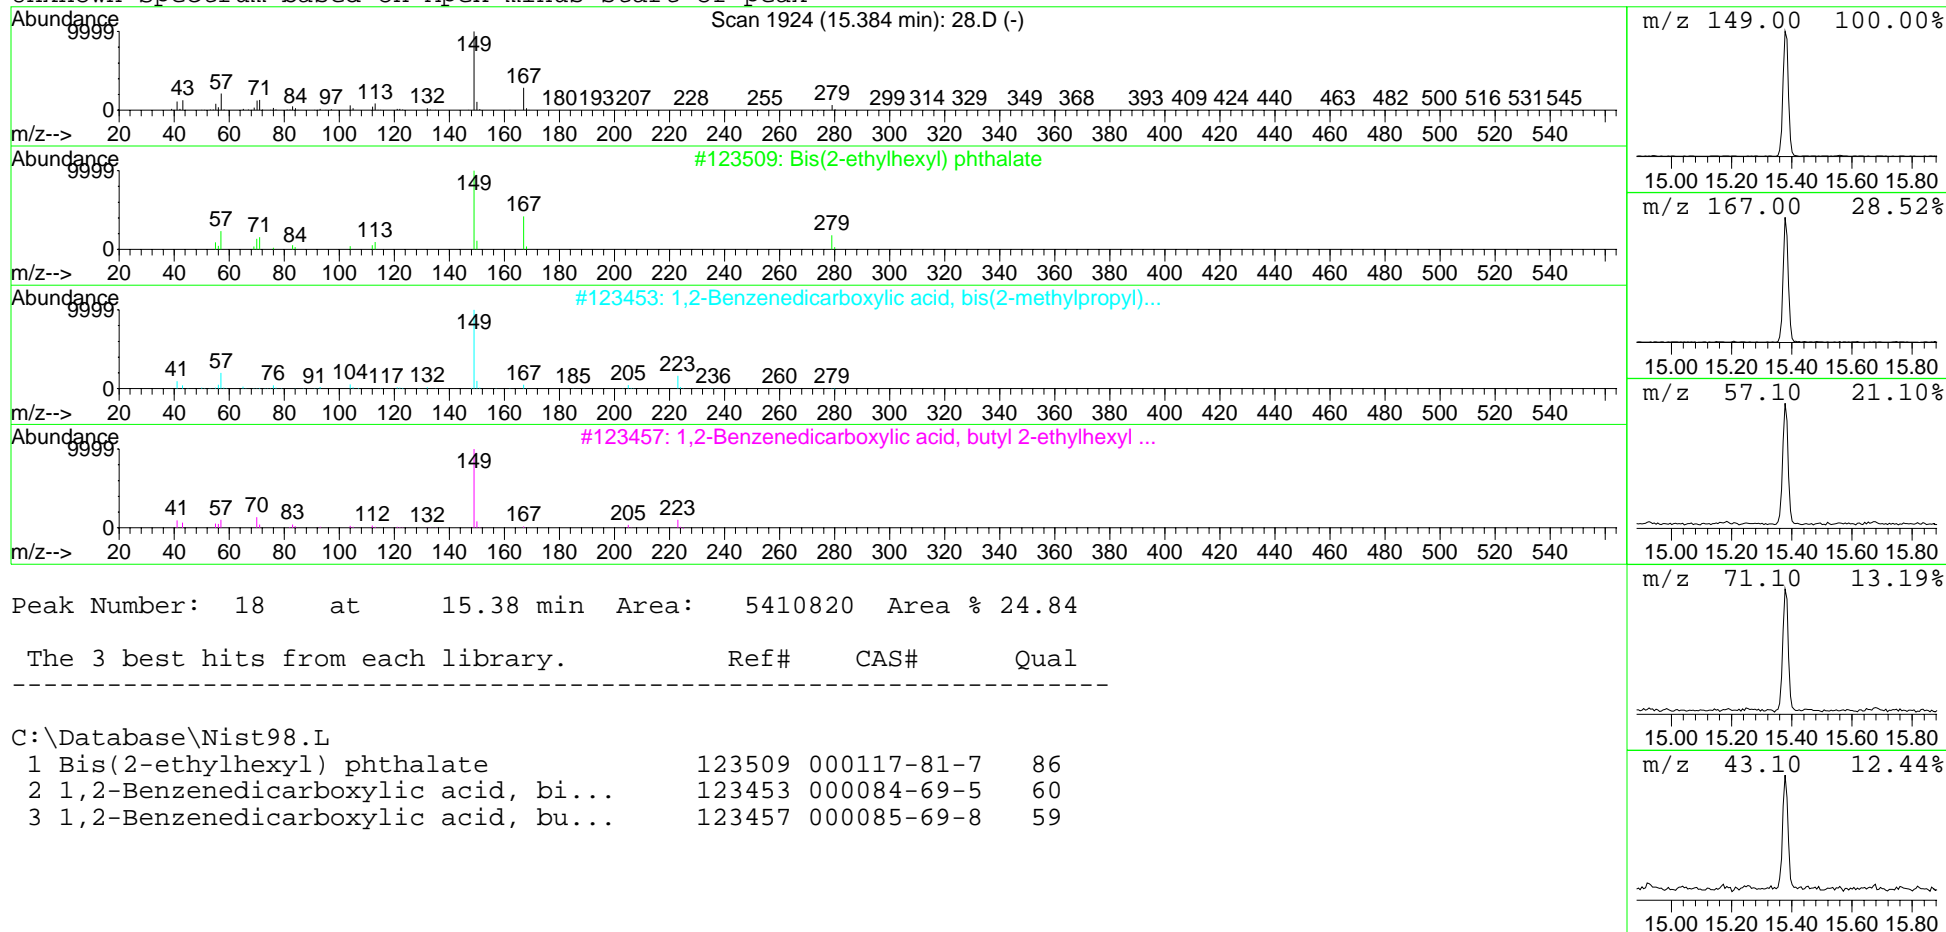 Unknown Spectrum based on Apex minus start of peak
Abundance Scan 1924 (15.384 min): 28.D (-)
9999
149
43 57 71 84 97 113 132 167 180 193 207 228 255 279 299 314 329 349 368 393 409 424 440 463 482 500 516 531 545
0
m/z--> 20 40 60 80 100 120 140 160 180 200 220 240 260 280 300 320 340 360 380 400 420 440 460 480 500 520 540
Abundance #123509: Bis(2-ethylhexyl) phthalate
9999
149
57 71 84 113 167 279
0
m/z--> 20 40 60 80 100 120 140 160 180 200 220 240 260 280 300 320 340 360 380 400 420 440 460 480 500 520 540
Abundance #123453: 1,2-Benzenedicarboxylic acid, bis(2-methylpropyl)...
9999
149
41 57 76 91 104 117 132 167 185 205 223 236 260 279
0
m/z--> 20 40 60 80 100 120 140 160 180 200 220 240 260 280 300 320 340 360 380 400 420 440 460 480 500 520 540
Abundance #123457: 1,2-Benzenedicarboxylic acid, butyl 2-ethylhexyl ...
9999
149
41 57 70 83 112 132 167 205 223
0
m/z--> 20 40 60 80 100 120 140 160 180 200 220 240 260 280 300 320 340 360 380 400 420 440 460 480 500 520 540
m/z 149.00 100.00%
15.00 15.20 15.40 15.60 15.80
m/z 167.00 28.52%
15.00 15.20 15.40 15.60 15.80
m/z 57.10 21.10%
15.00 15.20 15.40 15.60 15.80
m/z 71.10 13.19%
15.00 15.20 15.40 15.60 15.80
m/z 43.10 12.44%
15.00 15.20 15.40 15.60 15.80
Peak Number: 18 at 15.38 min Area: 5410820 Area % 24.84
The 3 best hits from each library. Ref# CAS# Qual
---------------------------------------------------------------------
C:\Database\Nist98.L
1 Bis(2-ethylhexyl) phthalate 123509 000117-81-7 86
2 1,2-Benzenedicarboxylic acid, bi... 123453 000084-69-5 60
3 1,2-Benzenedicarboxylic acid, bu... 123457 000085-69-8 59